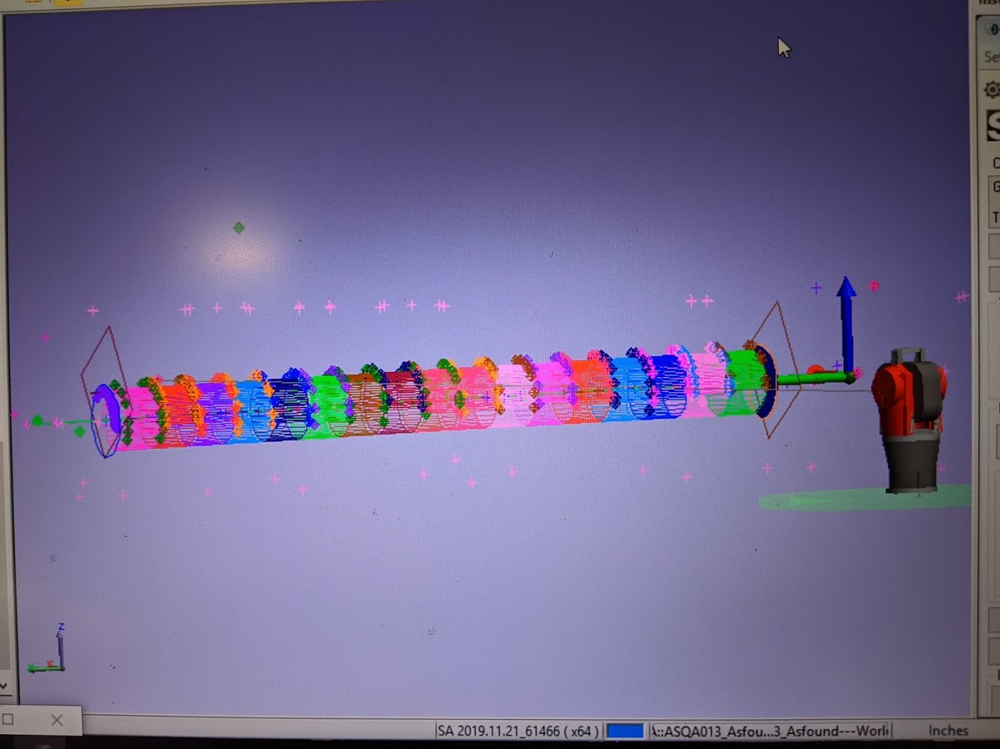 Z
SA 2019.11.21_61466 ( x64 )
A::ASQA013_Asfou...3_Asfound---Worl
Inches